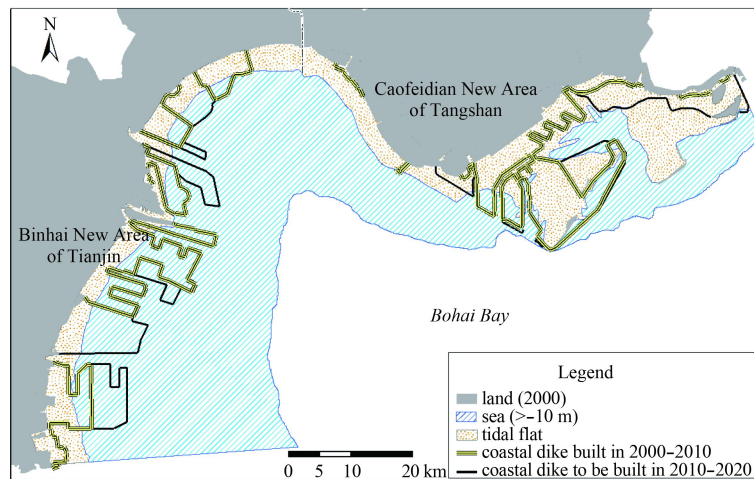 N
Caofeidian New Area
of Tangshan
Binhai New Area
of Tianjin
Bohai Bay
Legend
land (2000)
sea (>-10 m)
tidal flat
coastal dike built in 2000-2010
coastal dike to be built in 2010-2020
0 5 10 20 km